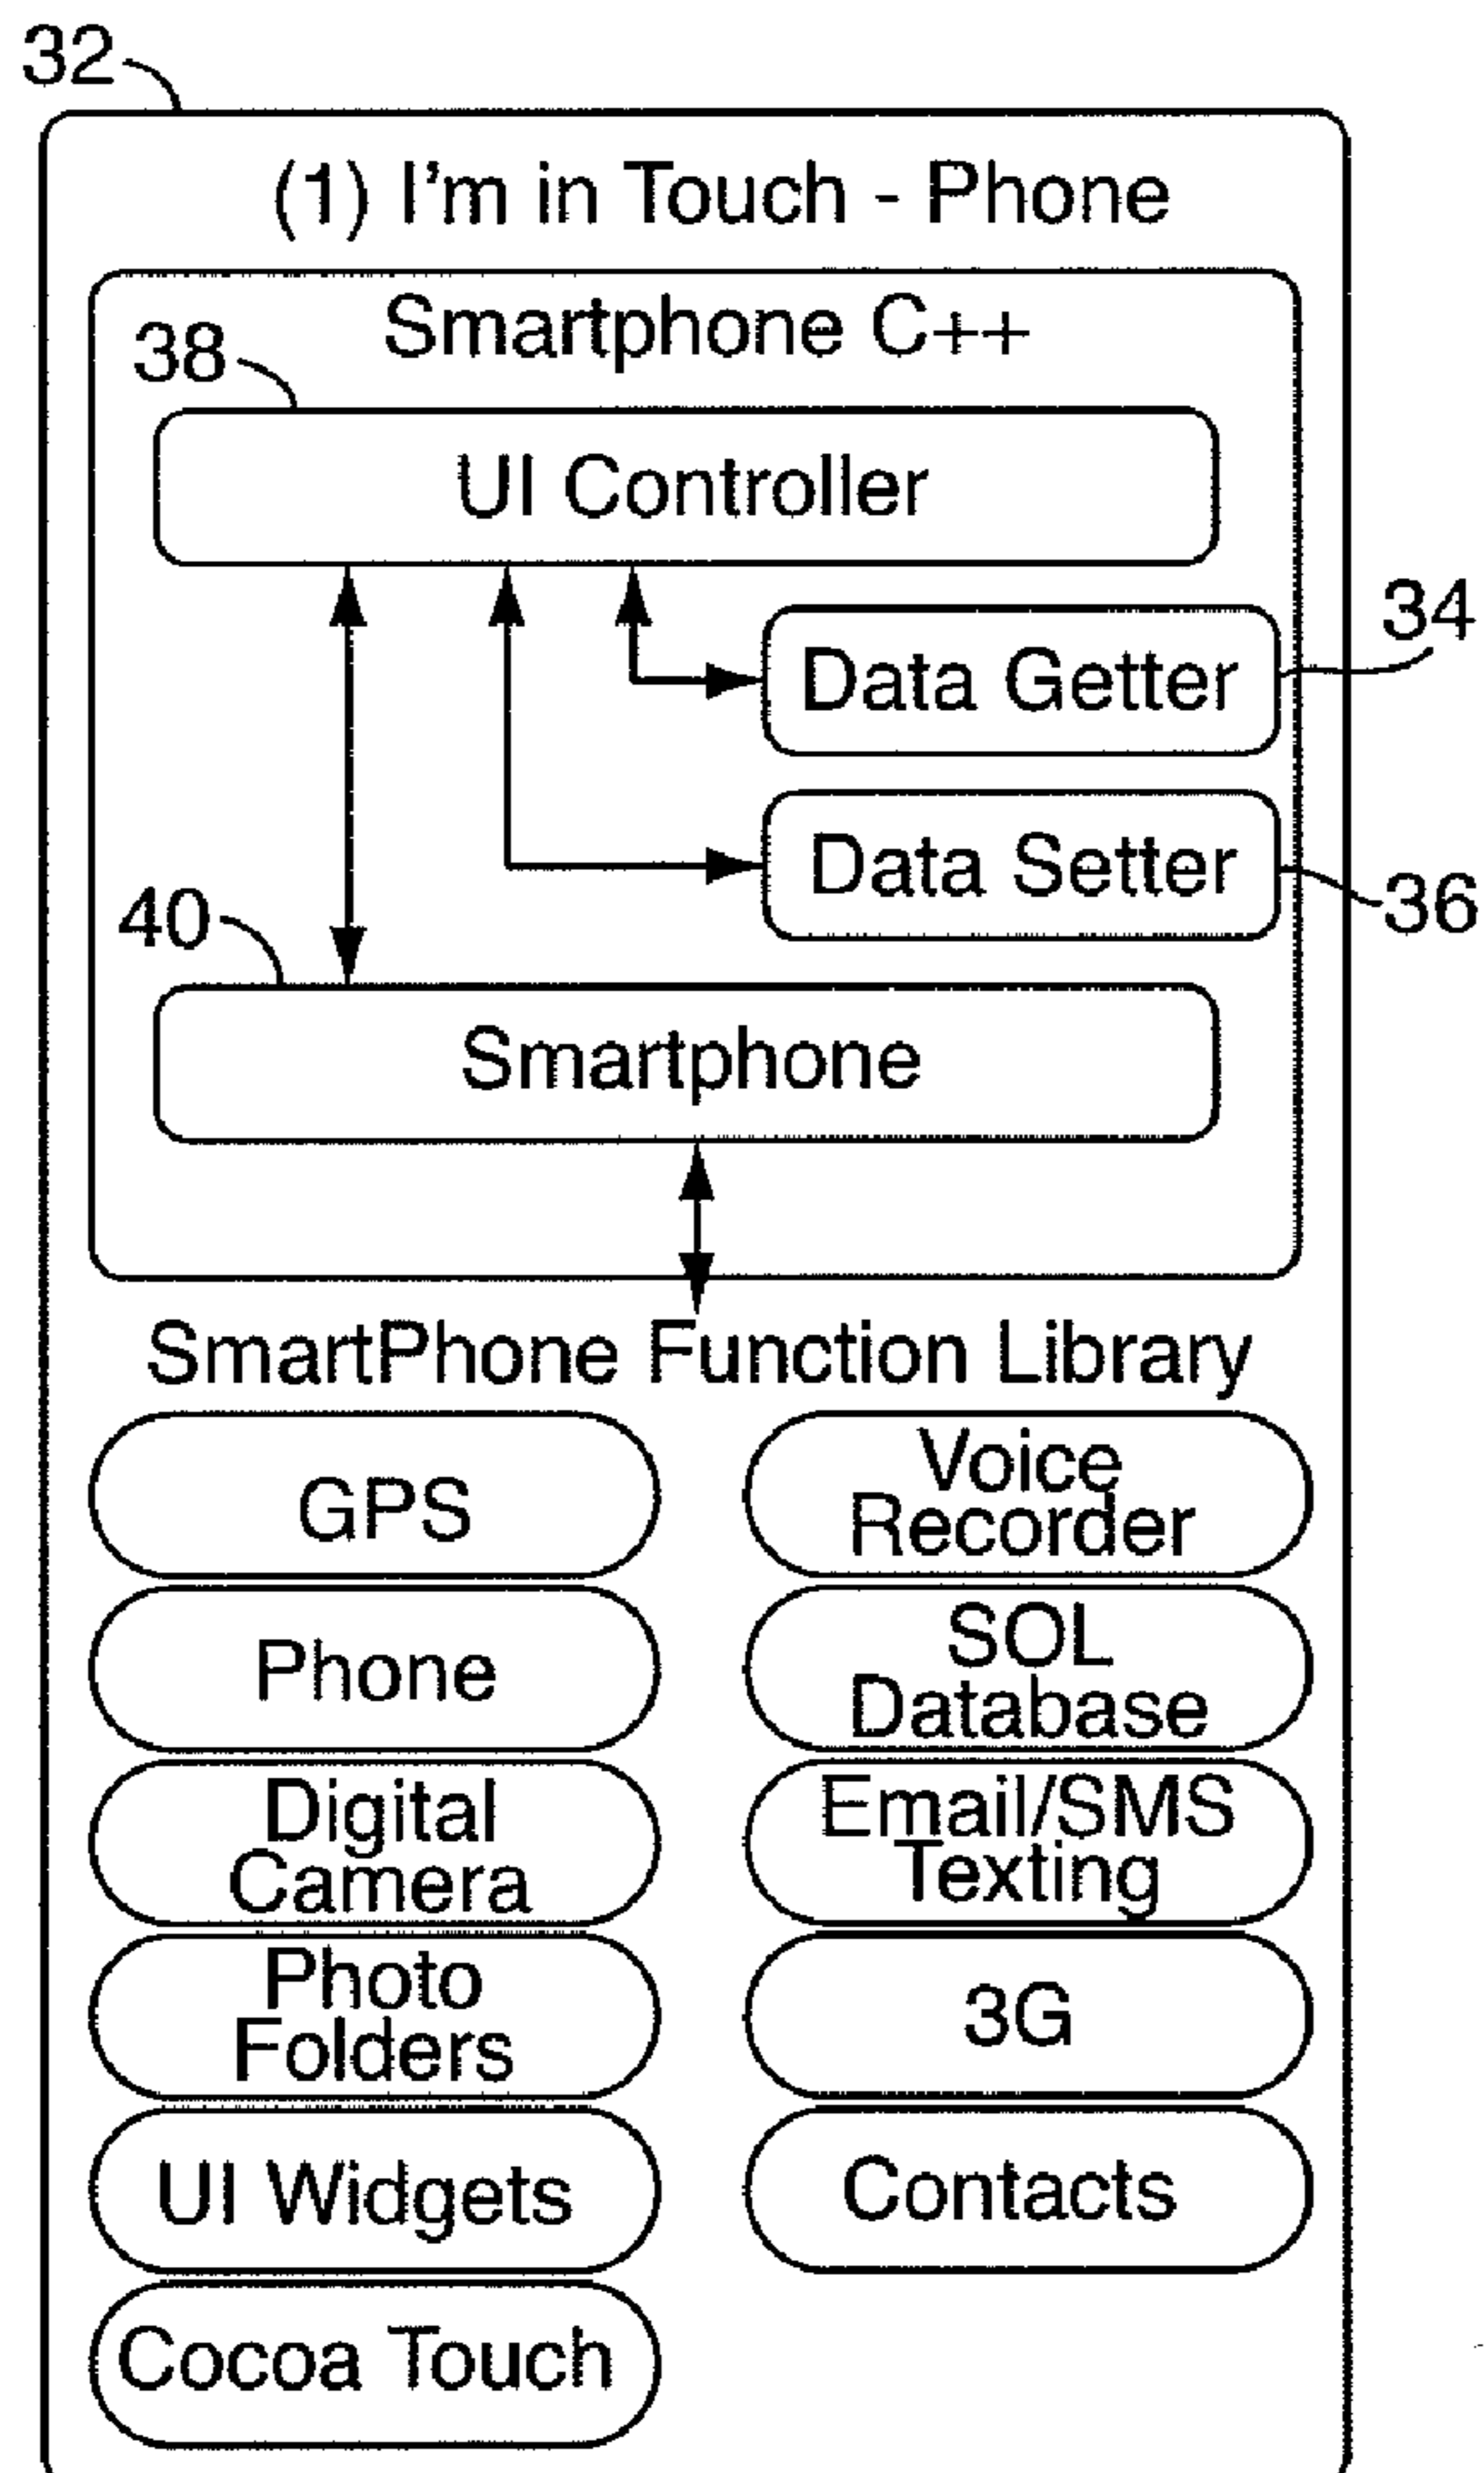 32
(1) I'm in Touch - Phone
Smartphone C++
38
UI Controller
34
Data Getter
Data Setter
36
40
Smartphone
SmartPhone Function Library
GPS
Voice
Recorder
Phone
SOL
Database
Digital
Camera
Email/SMS
Texting
Photo
Folders
3G
UI Widgets
Contacts
Cocoa Touch